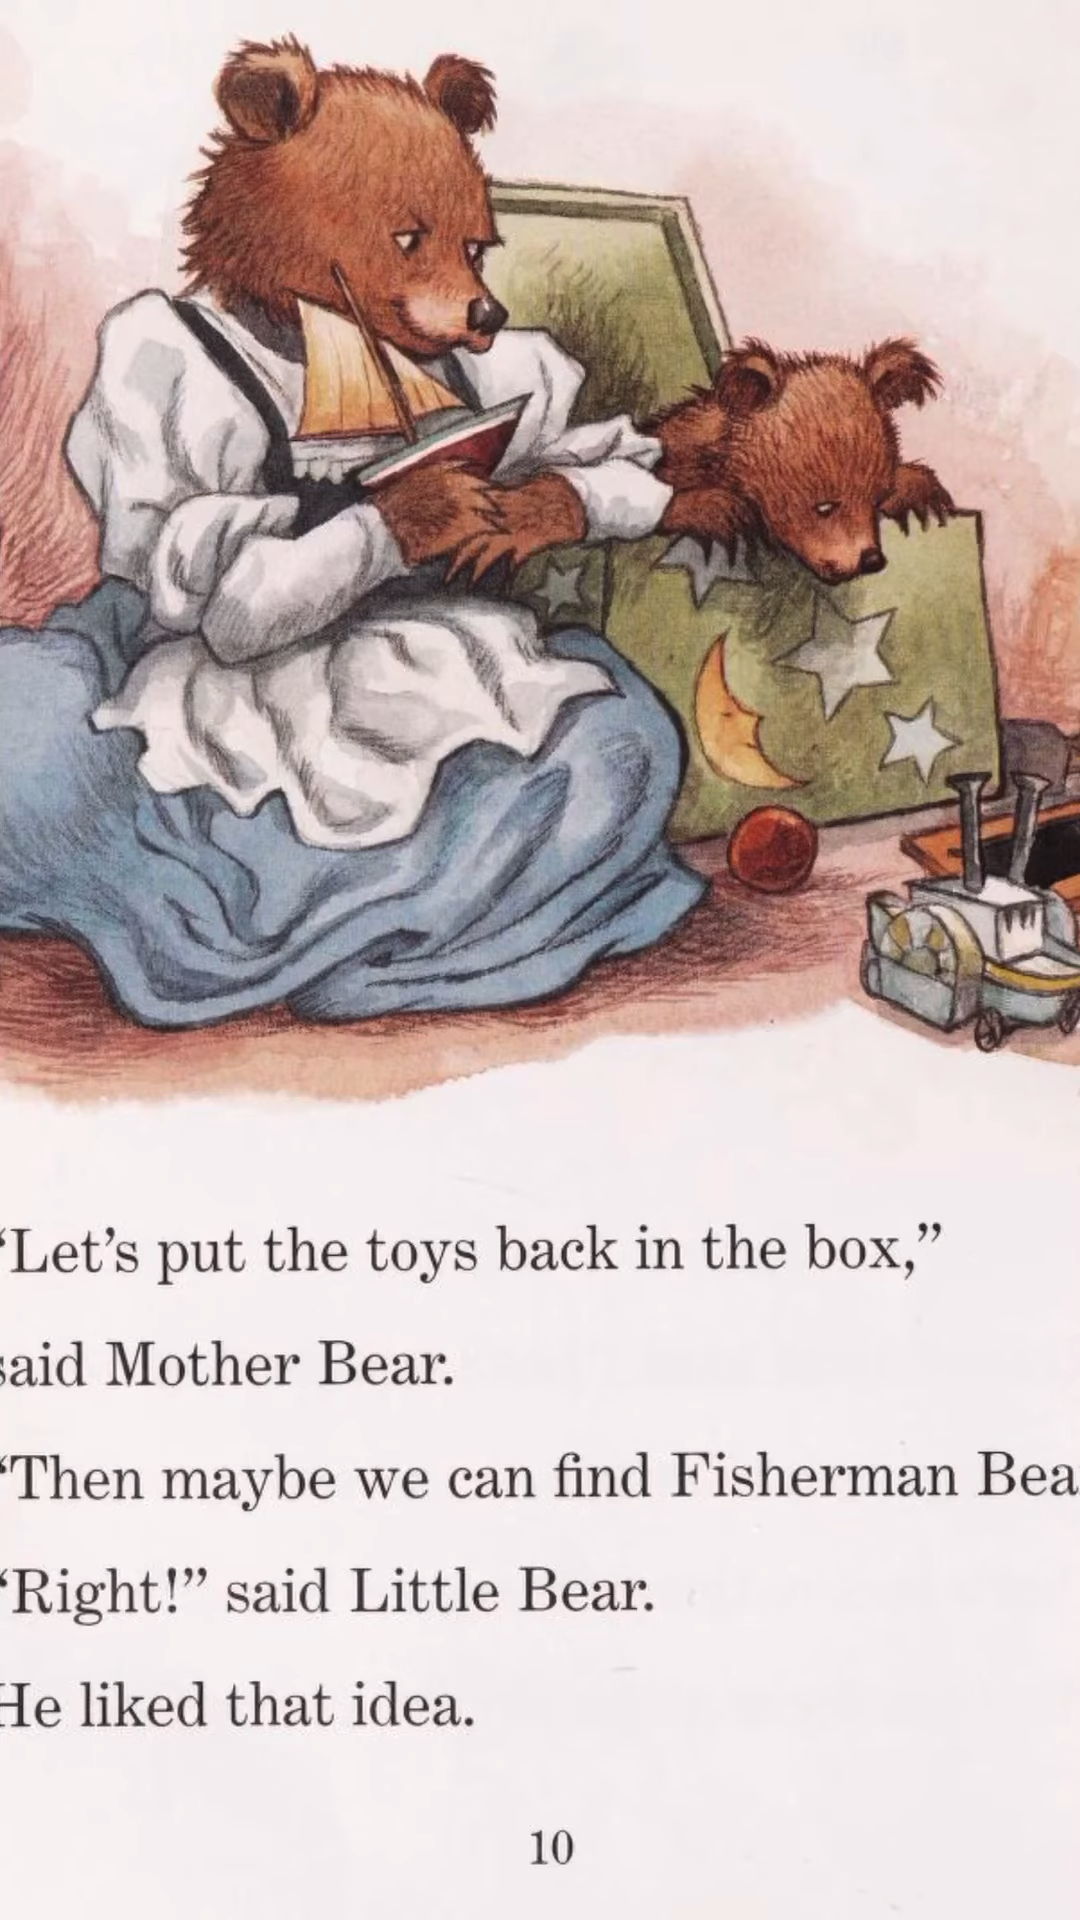 “Let’s put the toys back in the box,”
said Mother Bear.
“Then maybe we can find Fisherman Bea
“Right!” said Little Bear.
He liked that idea.
10